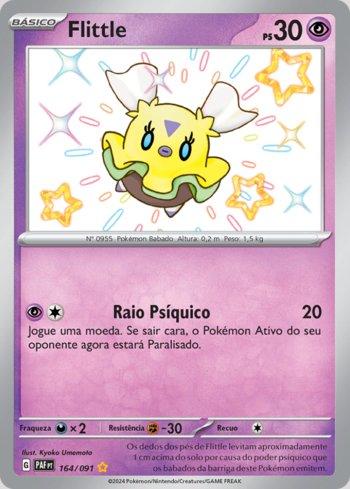 BÁSICO
Flittle
PS 30
Nº 0955 Pokémon Babado Altura: 0,2 m Peso: 1,5 kg
Raio Psíquico 20
Jogue uma moeda. Se sair cara, o Pokémon Ativo do seu
oponente agora estará Paralisado.
Fraqueza ×2 Resistência -30 Recuo
Ilust. Kyoko Umemoto
G PAF PT 164/091
Os dedos dos pés de Flittle levitam aproximadamente
1 cm acima do solo por causa do poder psíquico que
os babados da barriga deste Pokémon emitem.
©2024 Pokémon/Nintendo/Creatures/GAME FREAK